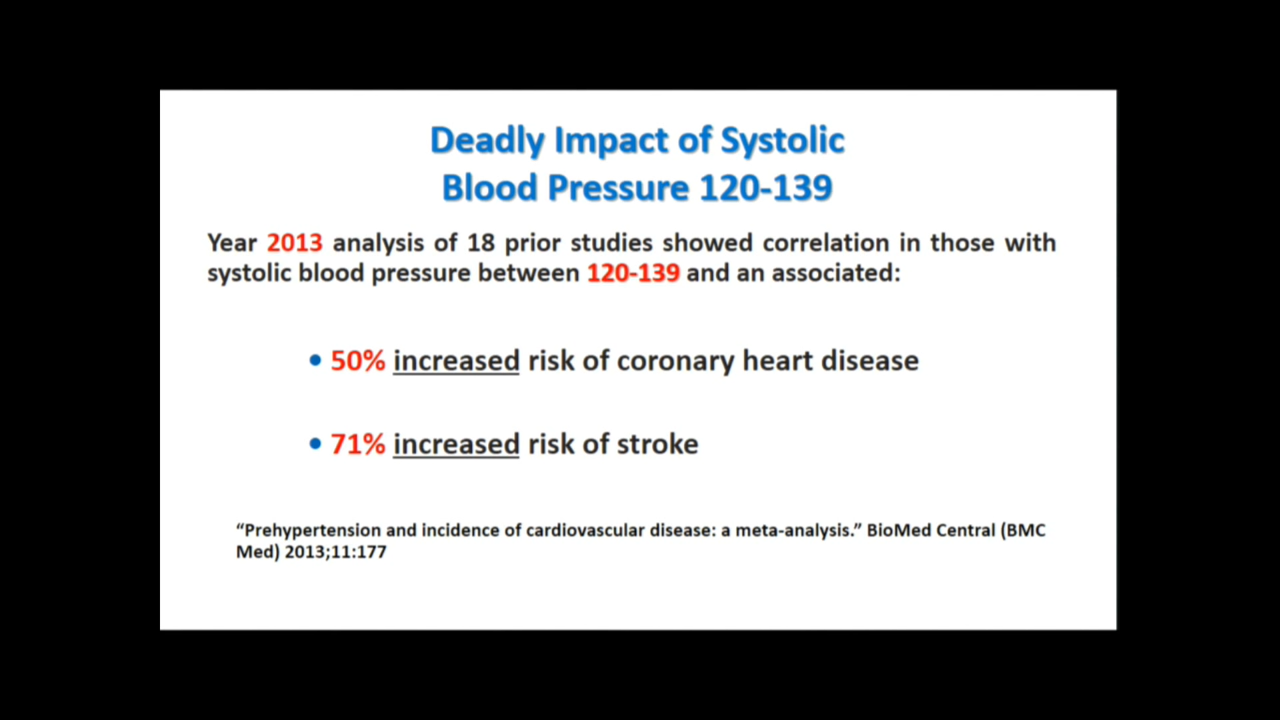 Deadly Impact of Systolic
Blood Pressure 120-139
Year 2013 analysis of 18 prior studies showed correlation in those with
systolic blood pressure between 120-139 and an associated:
• 50% increased risk of coronary heart disease
• 71% increased risk of stroke
“Prehypertension and incidence of cardiovascular disease: a meta-analysis.” BioMed Central (BMC
Med) 2013;11:177